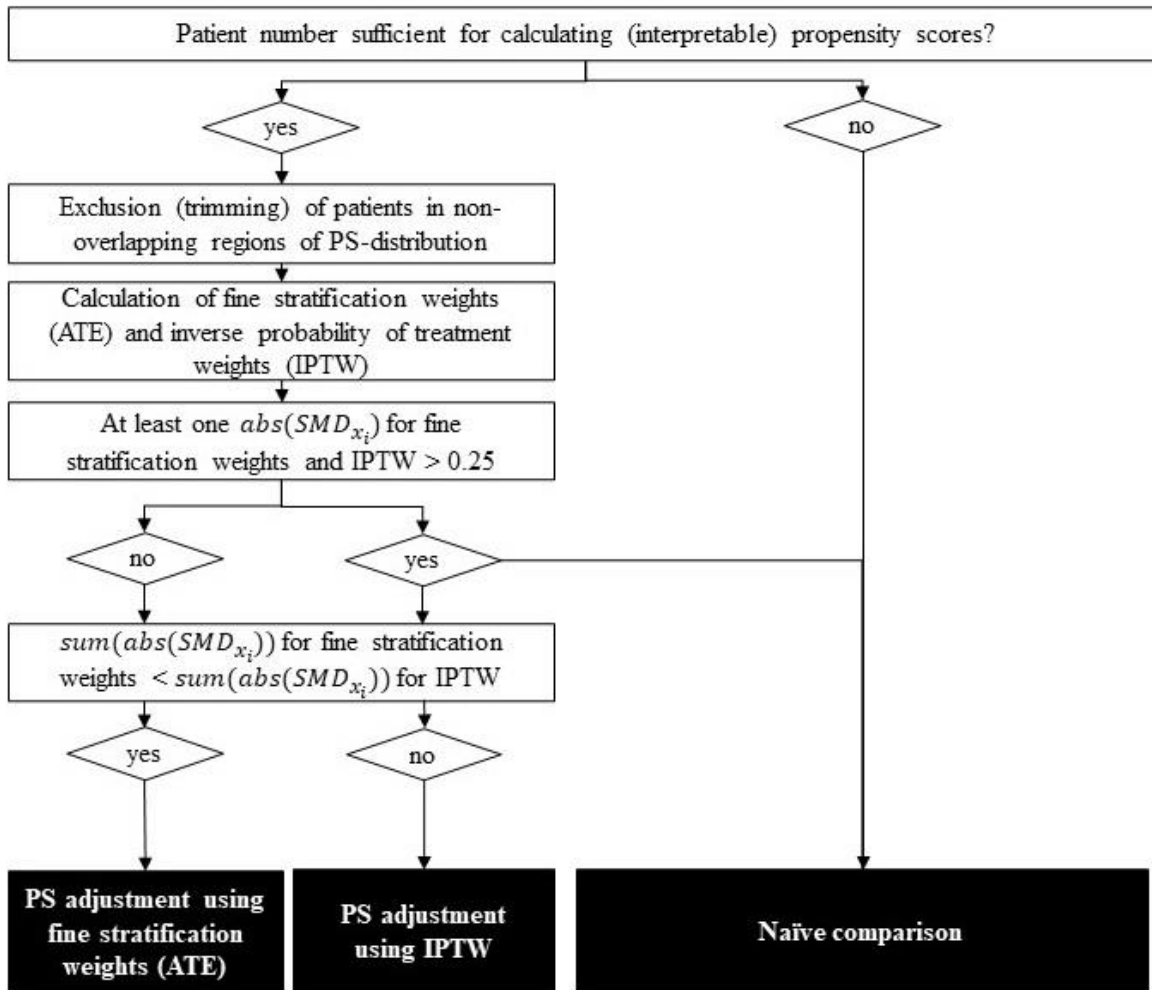 Patient number sufficient for calculating (interpretable) propensity scores?
yes
no
Exclusion (trimming) of patients in non-
overlapping regions of PS-distribution
Calculation of fine stratification weights
(ATE) and inverse probability of treatment
weights (IPTW)
At least one abs(SMD_{x_i}) for fine
stratification weights and IPTW > 0.25
no
yes
sum(abs(SMD_{x_i})) for fine stratification
weights < sum(abs(SMD_{x_i})) for IPTW
yes
no
PS adjustment using
fine stratification
weights (ATE)
PS adjustment
using IPTW
Naïve comparison